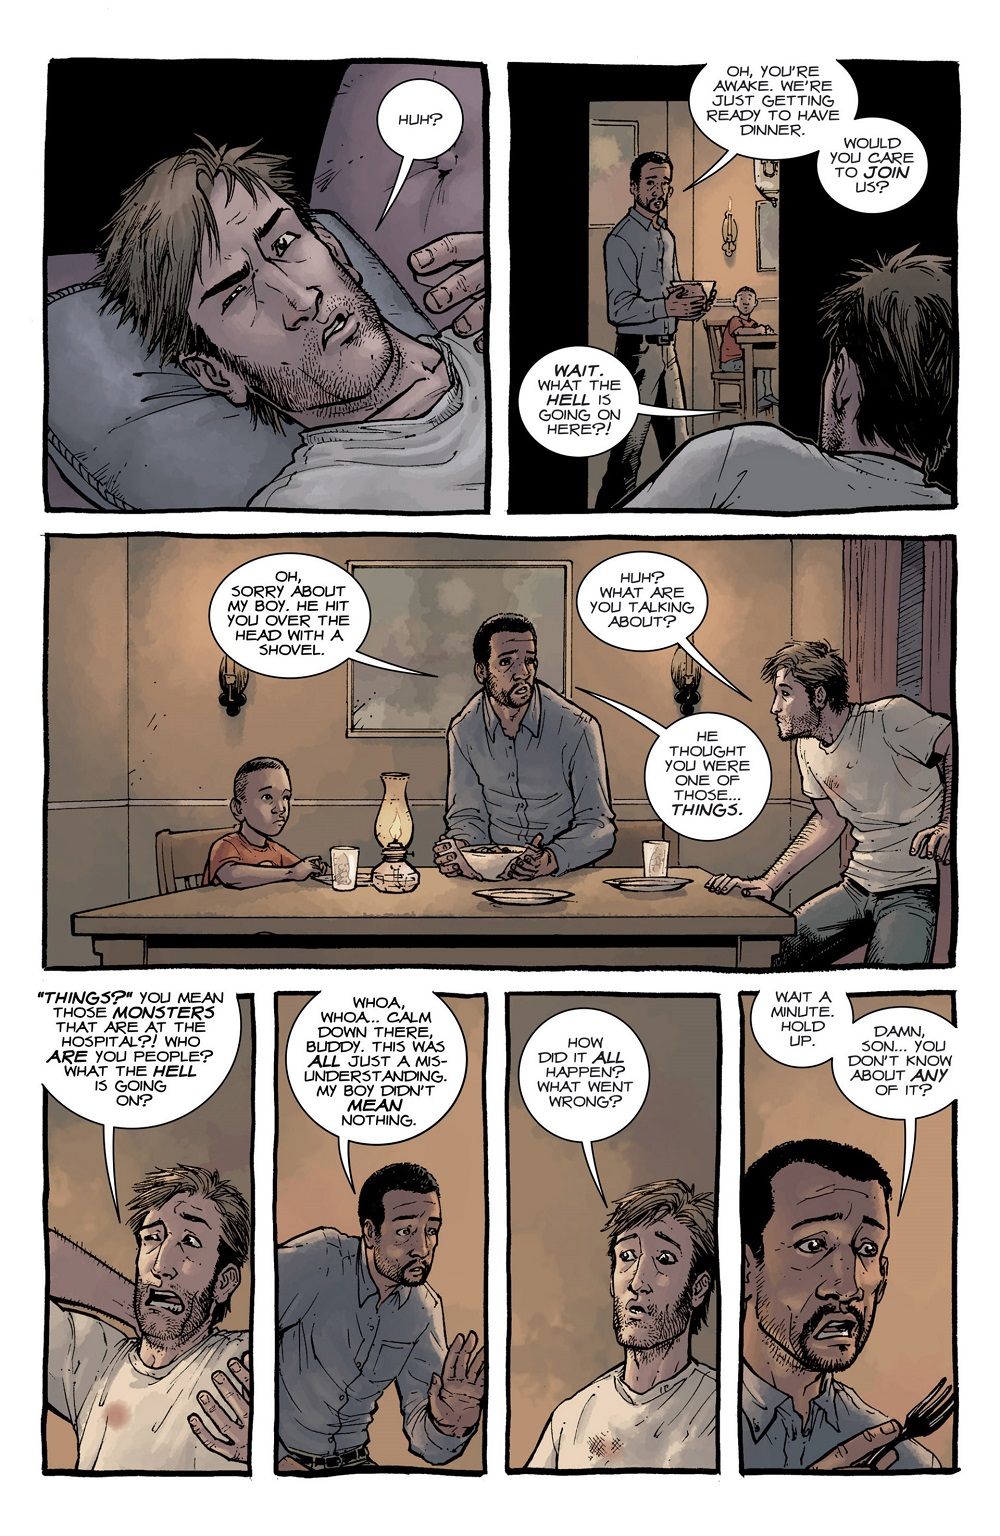 HUH?
OH, YOU'RE
AWAKE. WE'RE
JUST GETTING
READY TO HAVE
DINNER.
WOULD
YOU CARE
TO JOIN
US?
WAIT.
WHAT THE
HELL IS
GOING ON
HERE?!
OH,
SORRY ABOUT
MY BOY. HE HIT
YOU OVER THE
HEAD WITH A
SHOVEL.
HUH?
WHAT ARE
YOU TALKING
ABOUT?
HE
THOUGHT
YOU WERE
ONE OF
THOSE...
THINGS.
"THINGS?" YOU MEAN
THOSE MONSTERS
THAT ARE AT THE
HOSPITAL?! WHO
ARE YOU PEOPLE?
WHAT THE HELL
IS GOING
ON?
WHOA,
WHOA... CALM
DOWN THERE,
BUDDY. THIS WAS
ALL JUST A MIS-
UNDERSTANDING.
MY BOY DIDN'T
MEAN
NOTHING.
HOW
DID IT ALL
HAPPEN?
WHAT WENT
WRONG?
WAIT A
MINUTE.
HOLD
UP.
DAMN,
SON... YOU
DON'T KNOW
ABOUT ANY
OF IT?